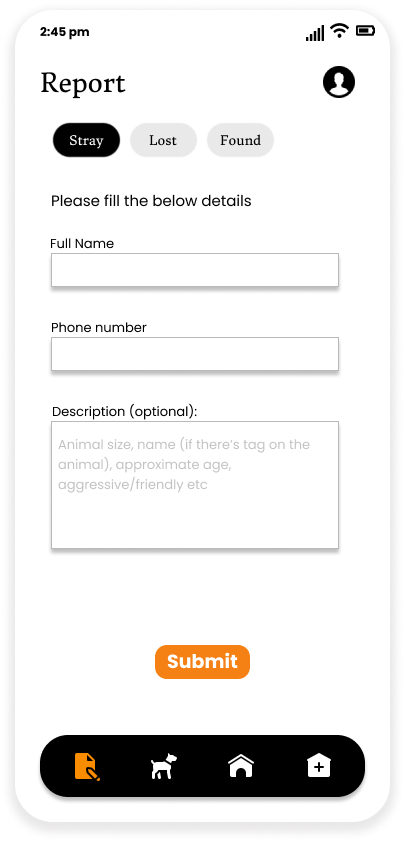 2:45 pm
Report
Stray
Lost
Found
Please fill the below details
Full Name
Phone number
Description (optional):
Animal size, name (if there's tag on the
animal), approximate age,
aggressive/friendly etc
Submit